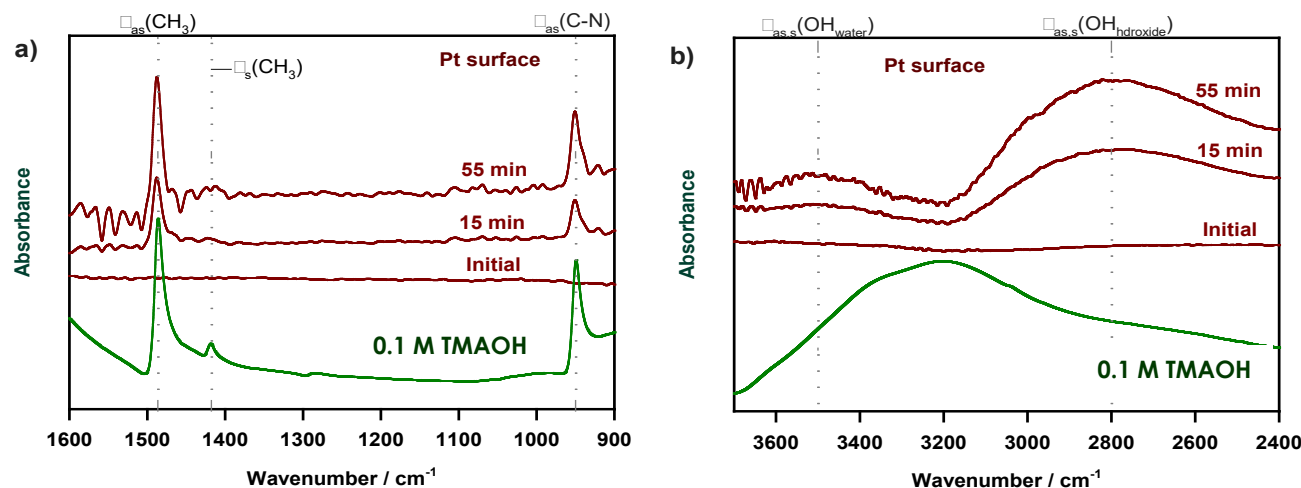 □as(CH3)
□as(C-N)
a)
□s(CH3)
Pt surface
55 min
15 min
Initial
0.1 M TMAOH
Absorbance
1600 1500 1400 1300 1200 1100 1000 900
Wavenumber / cm-1
□as,s(OHwater)
□as,s(OHhdroxide)
b)
Pt surface
55 min
15 min
Initial
0.1 M TMAOH
Absorbance
3600 3400 3200 3000 2800 2600 2400
Wavenumber / cm-1